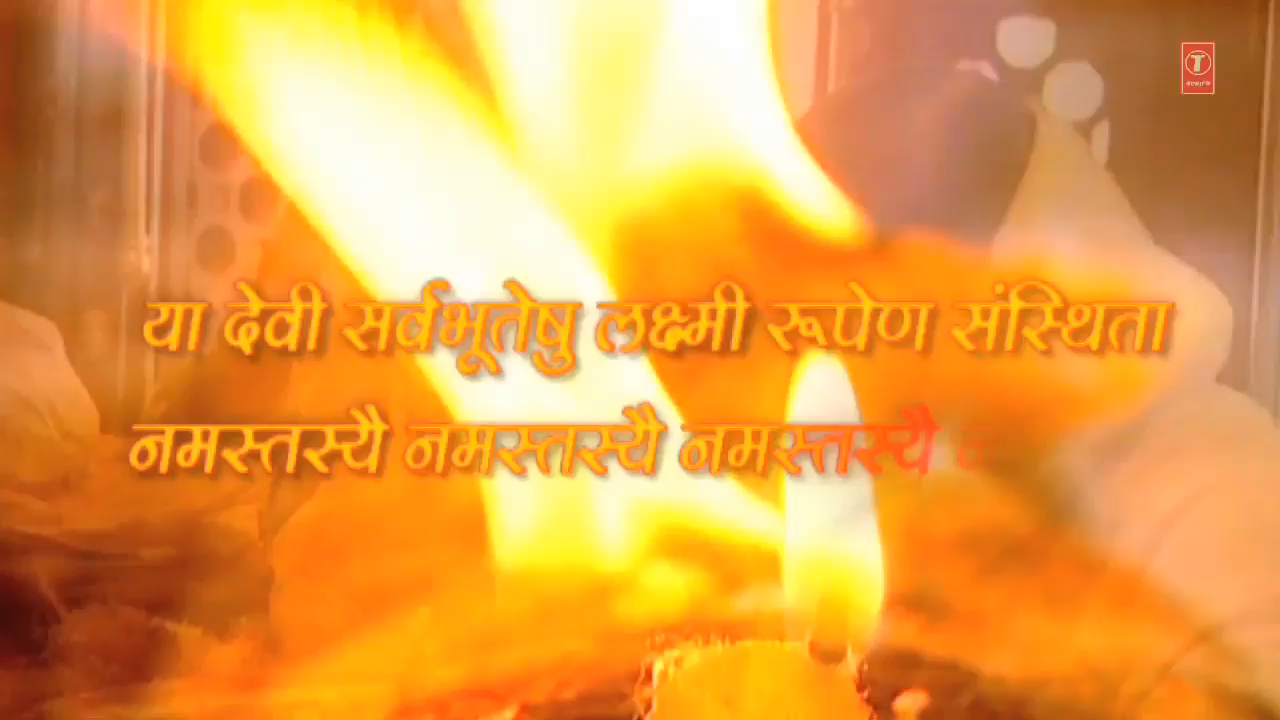 या देवी सर्वभूतेषु लक्ष्मी रूपेण संस्थिता
नमस्तस्यै नमस्तस्यै नमस्तस्यै